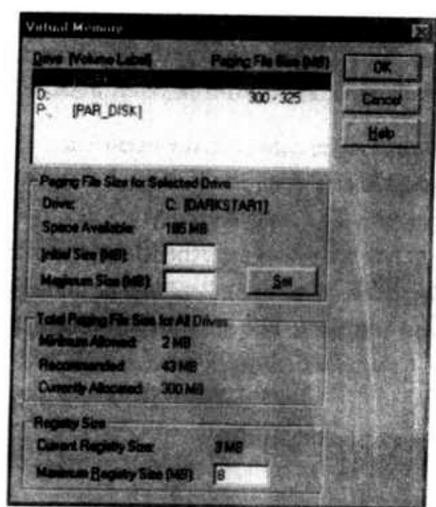 Virtual Memory
Drive [Volume Label] Paging File Size (MB)
OK
D: 300 - 325
Cancel
P: [PAR_DISK]
Help
Paging File Size for Selected Drive
Drive: C: [DARKSTAR1]
Space Available: 185 MB
Initial Size (MB):
Maximum Size (MB):
Set
Total Paging File Size for All Drives
Minimum Allowed: 2 MB
Recommended: 43 MB
Currently Allocated: 300 MB
Registry Size
Current Registry Size: 3 MB
Maximum Registry Size (MB): 8